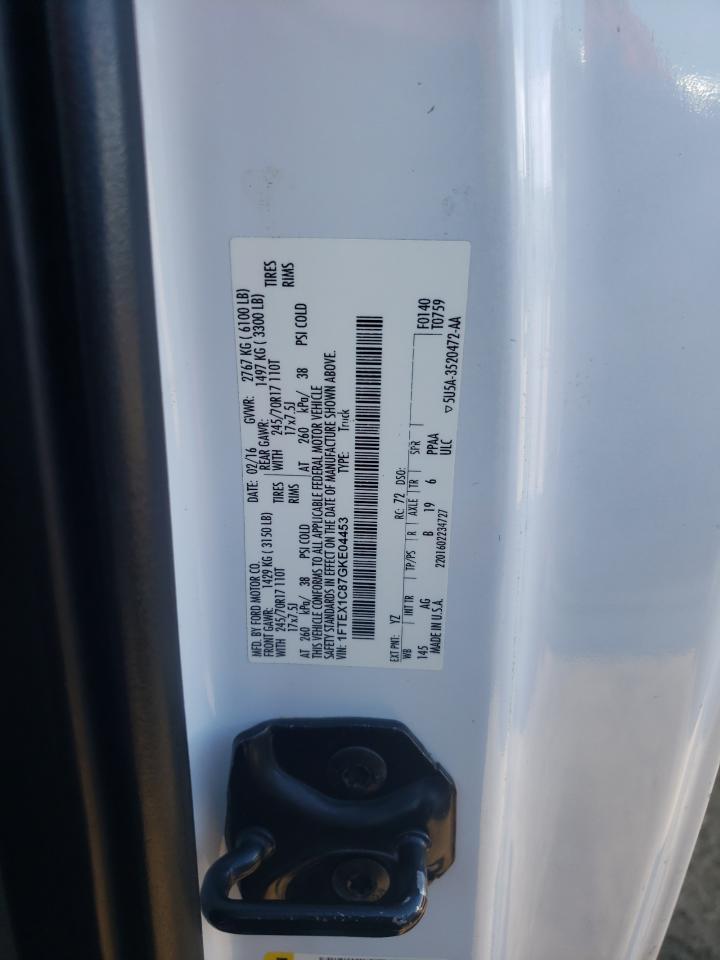 MFD. BY FORD MOTOR CO. DATE: 02/16 GVWR: 2767 KG ( 6100 LB)
FRONT GAWR: 1429 KG ( 3150 LB) REAR GAWR: 1497 KG ( 3300 LB)
WITH 245/70R17 110T TIRES WITH 245/70R17 110T TIRES
17x7.5J RIMS 17x7.5J RIMS
AT 260 kPa/ 38 PSI COLD AT 260 kPa/ 38 PSI COLD
THIS VEHICLE CONFORMS TO ALL APPLICABLE FEDERAL MOTOR VEHICLE
SAFETY STANDARDS IN EFFECT ON THE DATE OF MANUFACTURE SHOWN ABOVE.
VIN: 1FTEX1C87GKE04453 TYPE: Truck
EXT PNT: YZ RC: 72 DSO: F0140
WB INT TR TP/PS R AXLE TR SPR T0759
145 AG B 19 6 PPAA
MADE IN U.S.A. 2201602234727 ULC ▽ 5U5A-3520472-AA